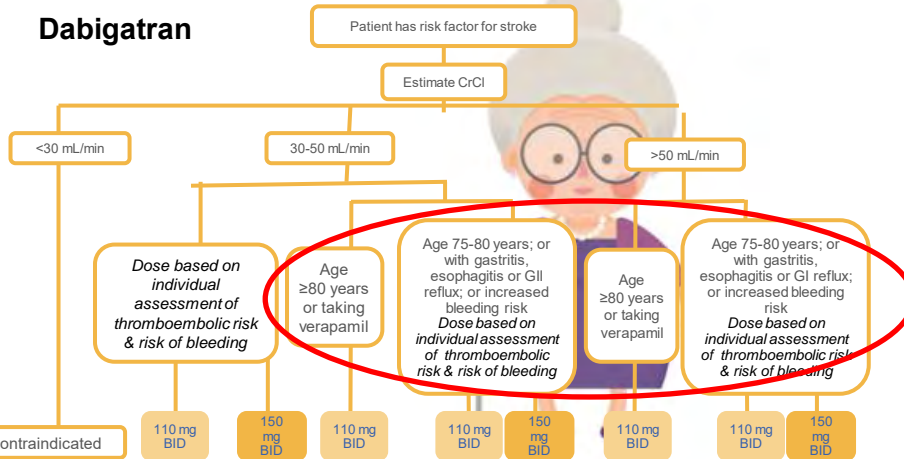 Dabigatran
Patient has risk factor for stroke
Estimate CrCl
<30 mL/min
30-50 mL/min
>50 mL/min
Dose based on
individual
assessment of
thromboembolic risk
& risk of bleeding
Age
≥80 years
or taking
verapamil
Age 75-80 years; or
with gastritis,
esophagitis or GII
reflux; or increased
bleeding risk
Dose based on
individual assessment
of thromboembolic
risk & risk of bleeding
Age
≥80 years
or taking
verapamil
Age 75-80 years; or
with gastritis,
esophagitis or GI reflux;
or increased bleeding
risk
Dose based on
individual assessment
of thromboembolic risk
& risk of bleeding
ontraindicated
110 mg
BID
150
mg
BID
110 mg
BID
110 mg
BID
150
mg
BID
110 mg
BID
110 mg
BID
150
mg
BID